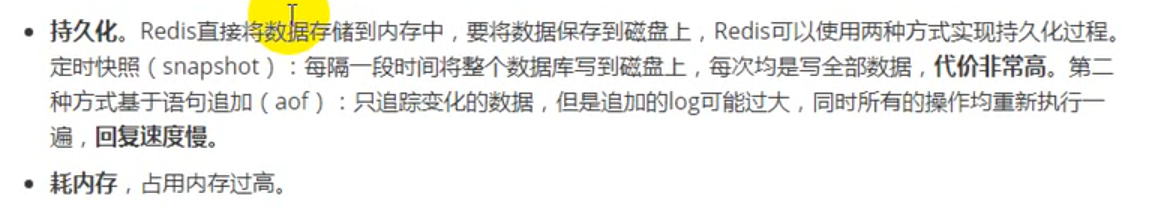 • 持久化。Redis直接将数据存储到内存中，要将数据保存到磁盘上，Redis可以使用两种方式实现持久化过程。
定时快照（snapshot）：每隔一段时间将整个数据库写到磁盘上，每次均是写全部数据，代价非常高。第二
种方式基于语句追加（aof）：只追踪变化的数据，但是追加的log可能过大，同时所有的操作均重新执行一
遍，回复速度慢。
• 耗内存，占用内存过高。